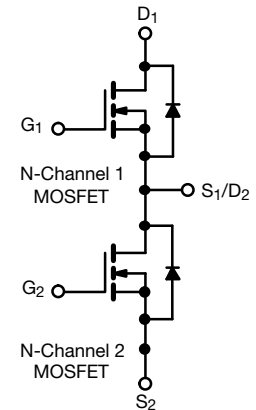 D1
G1
N-Channel 1
MOSFET
S1/D2
G2
N-Channel 2
MOSFET
S2